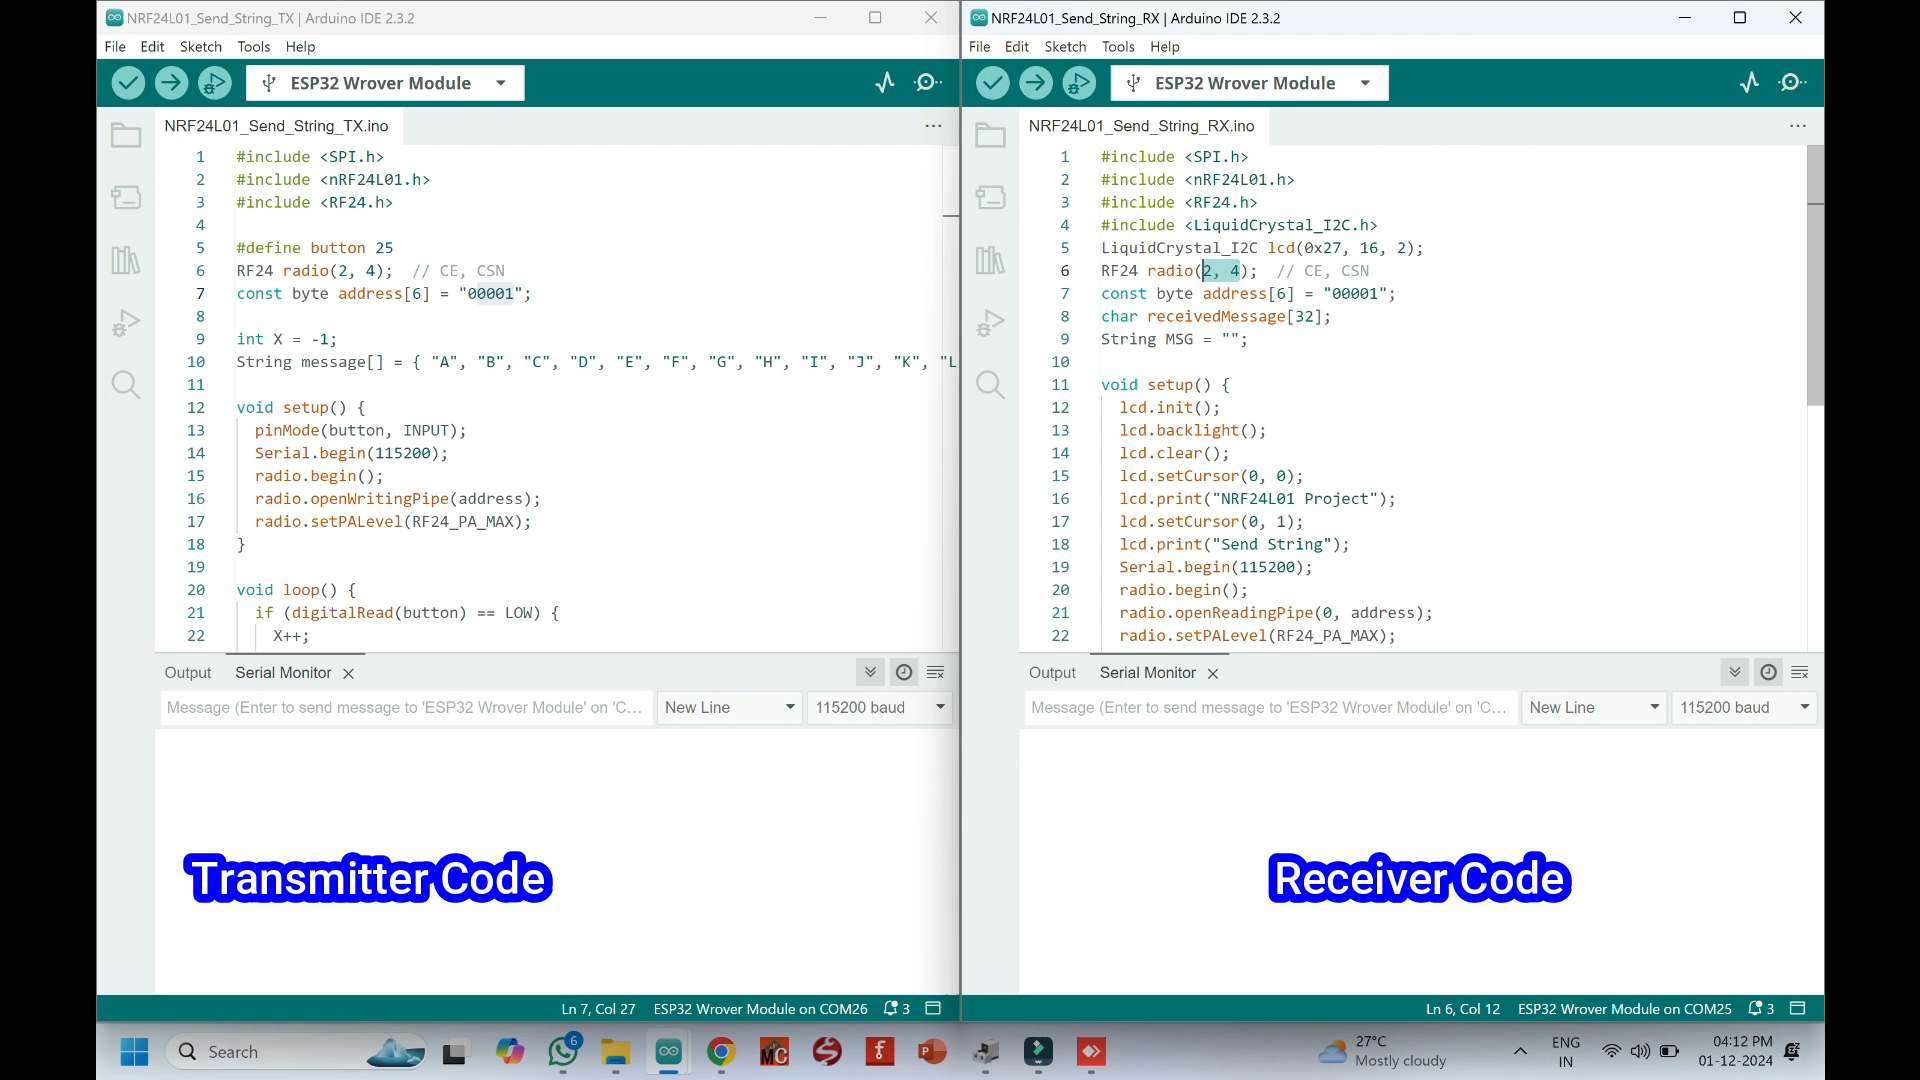 NRF24L01_Send_String_TX | Arduino IDE 2.3.2
File Edit Sketch Tools Help
ESP32 Wrover Module
NRF24L01_Send_String_TX.ino
1 #include <SPI.h>
2 #include <nRF24L01.h>
3 #include <RF24.h>
4
5 #define button 25
6 RF24 radio(2, 4);  // CE, CSN
7 const byte address[6] = "00001";
8
9 int X = -1;
10 String message[] = { "A", "B", "C", "D", "E", "F", "G", "H", "I", "J", "K", "L
11
12 void setup() {
13 pinMode(button, INPUT);
14 Serial.begin(115200);
15 radio.begin();
16 radio.openWritingPipe(address);
17 radio.setPALevel(RF24_PA_MAX);
18 }
19
20 void loop() {
21 if (digitalRead(button) == LOW) {
22 X++;
Output Serial Monitor
Message (Enter to send message to 'ESP32 Wrover Module' on 'C... New Line 115200 baud
Transmitter Code
Ln 7, Col 27 ESP32 Wrover Module on COM26 3
NRF24L01_Send_String_RX | Arduino IDE 2.3.2
File Edit Sketch Tools Help
ESP32 Wrover Module
NRF24L01_Send_String_RX.ino
1 #include <SPI.h>
2 #include <nRF24L01.h>
3 #include <RF24.h>
4 #include <LiquidCrystal_I2C.h>
5 LiquidCrystal_I2C lcd(0x27, 16, 2);
6 RF24 radio(2, 4);  // CE, CSN
7 const byte address[6] = "00001";
8 char receivedMessage[32];
9 String MSG = "";
10
11 void setup() {
12 lcd.init();
13 lcd.backlight();
14 lcd.clear();
15 lcd.setCursor(0, 0);
16 lcd.print("NRF24L01 Project");
17 lcd.setCursor(0, 1);
18 lcd.print("Send String");
19 Serial.begin(115200);
20 radio.begin();
21 radio.openReadingPipe(0, address);
22 radio.setPALevel(RF24_PA_MAX);
Output Serial Monitor
Message (Enter to send message to 'ESP32 Wrover Module' on 'C... New Line 115200 baud
Receiver Code
Ln 6, Col 12 ESP32 Wrover Module on COM25 3
Search
6
MC
f
P
27°C
Mostly cloudy
ENG
IN
04:12 PM
01-12-2024